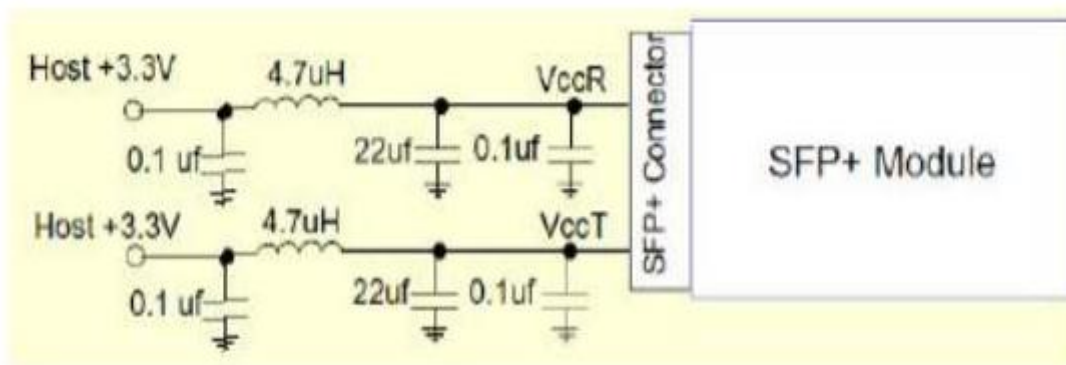 Host +3.3V
4.7uH
VccR
0.1 uf
22uf
0.1uf
Host +3.3V
4.7uH
VccT
0.1 uf
22uf
0.1uf
SFP+ Connector
SFP+ Module